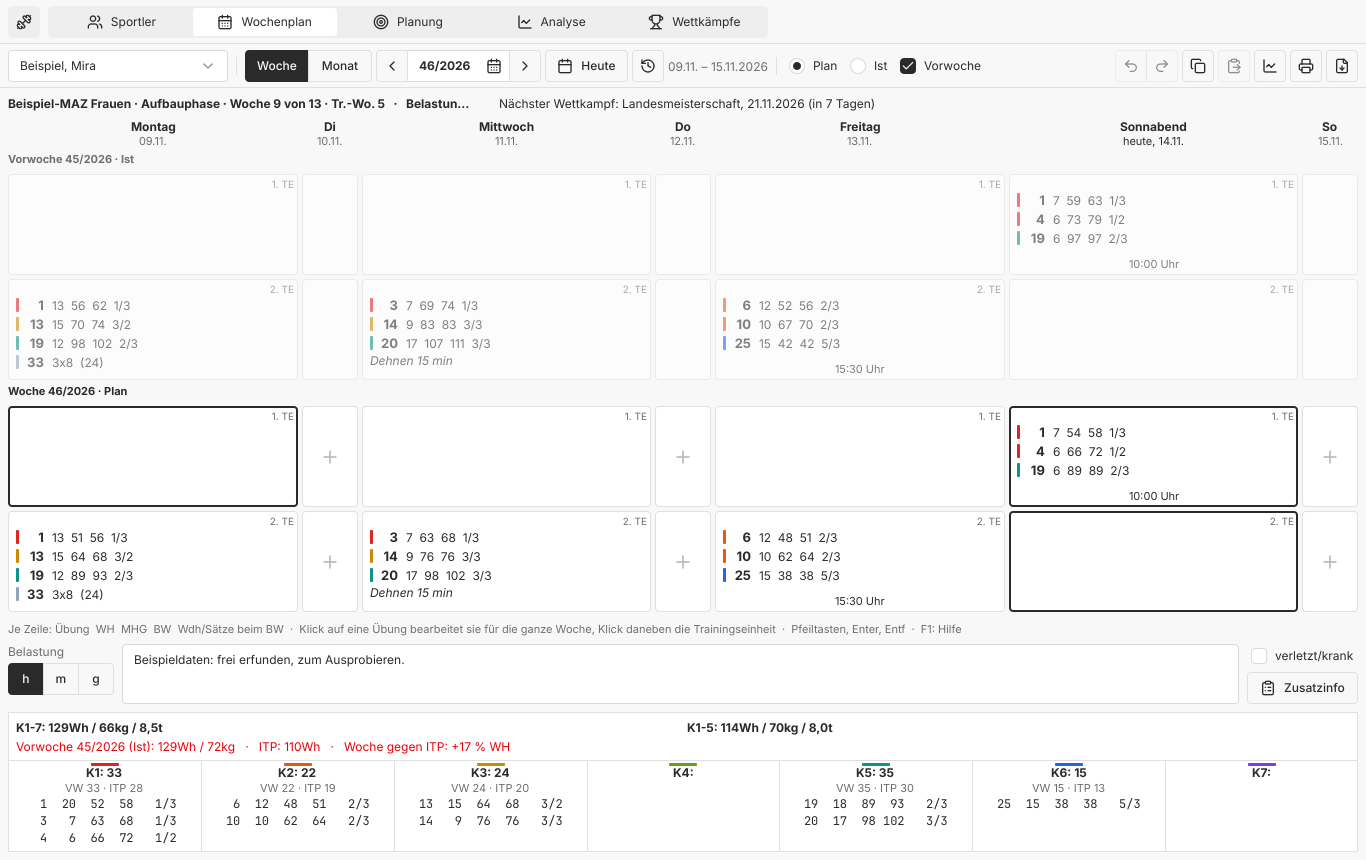 Sportler Wochenplan Planung Analyse Wettkämpfe
Beispiel, Mira Woche Monat 46/2026 Heute 09.11. – 15.11.2026 Plan Ist Vorwoche
Beispiel-MAZ Frauen · Aufbauphase · Woche 9 von 13 · Tr.-Wo. 5 · Belastun... Nächster Wettkampf: Landesmeisterschaft, 21.11.2026 (in 7 Tagen)
Montag Di Mittwoch Do Freitag Sonnabend So
09.11. 10.11. 11.11. 12.11. 13.11. heute, 14.11. 15.11.
Vorwoche 45/2026 · Ist
1. TE 1. TE 1. TE 1. TE
1 7 59 63 1/3
4 6 73 79 1/2
19 6 97 97 2/3
10:00 Uhr
2. TE 2. TE 2. TE 2. TE
1 13 56 62 1/3 3 7 69 74 1/3 6 12 52 56 2/3
13 15 70 74 3/2 14 9 83 83 3/3 10 10 67 70 2/3
19 12 98 102 2/3 20 17 107 111 3/3 25 15 42 42 5/3
33 3x8 (24) Dehnen 15 min
15:30 Uhr
Woche 46/2026 · Plan
1. TE 1. TE 1. TE 1. TE
1 7 54 58 1/3
4 6 66 72 1/2
19 6 89 89 2/3
10:00 Uhr
2. TE 2. TE 2. TE 2. TE
1 13 51 56 1/3 3 7 63 68 1/3 6 12 48 51 2/3
13 15 64 68 3/2 14 9 76 76 3/3 10 10 62 64 2/3
19 12 89 93 2/3 20 17 98 102 3/3 25 15 38 38 5/3
33 3x8 (24) Dehnen 15 min
15:30 Uhr
Je Zeile: Übung WH MHG BW Wdh/Sätze beim BW · Klick auf eine Übung bearbeitet sie für die ganze Woche, Klick daneben die Trainingseinheit · Pfeiltasten, Enter, Entf · F1: Hilfe
Belastung
h m g
Beispieldaten: frei erfunden, zum Ausprobieren.
verletzt/krank
Zusatzinfo
K1-7: 129Wh / 66kg / 8,5t K1-5: 114Wh / 70kg / 8,0t
Vorwoche 45/2026 (Ist): 129Wh / 72kg · ITP: 110Wh · Woche gegen ITP: +17 % WH
K1: 33 K2: 22 K3: 24 K4: K5: 35 K6: 15 K7:
VW 33 · ITP 28 VW 22 · ITP 19 VW 24 · ITP 20 VW 35 · ITP 30 VW 15 · ITP 13
1 20 52 58 1/3 6 12 48 51 2/3 13 15 64 68 3/2 19 18 89 93 2/3 25 15 38 38 5/3
3 7 63 68 1/3 10 10 62 64 2/3 14 9 76 76 3/3 20 17 98 102 3/3
4 6 66 72 1/2